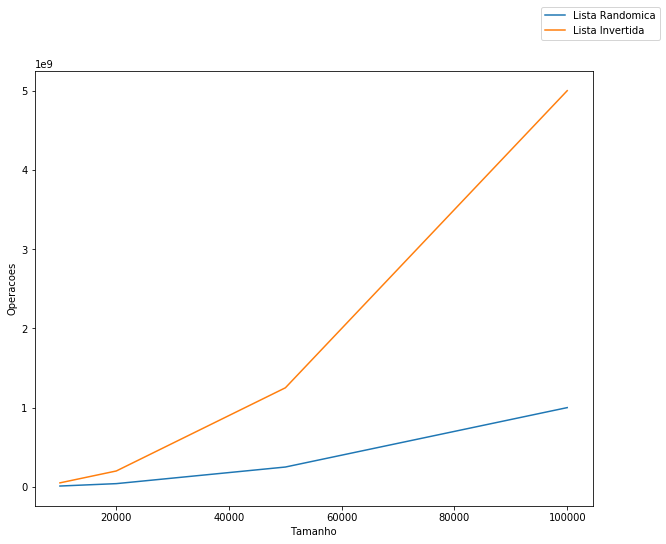 Lista Randomica
Lista Invertida
1e9
5
4
3
2
1
0
Operacoes
20000 40000 60000 80000 100000
Tamanho